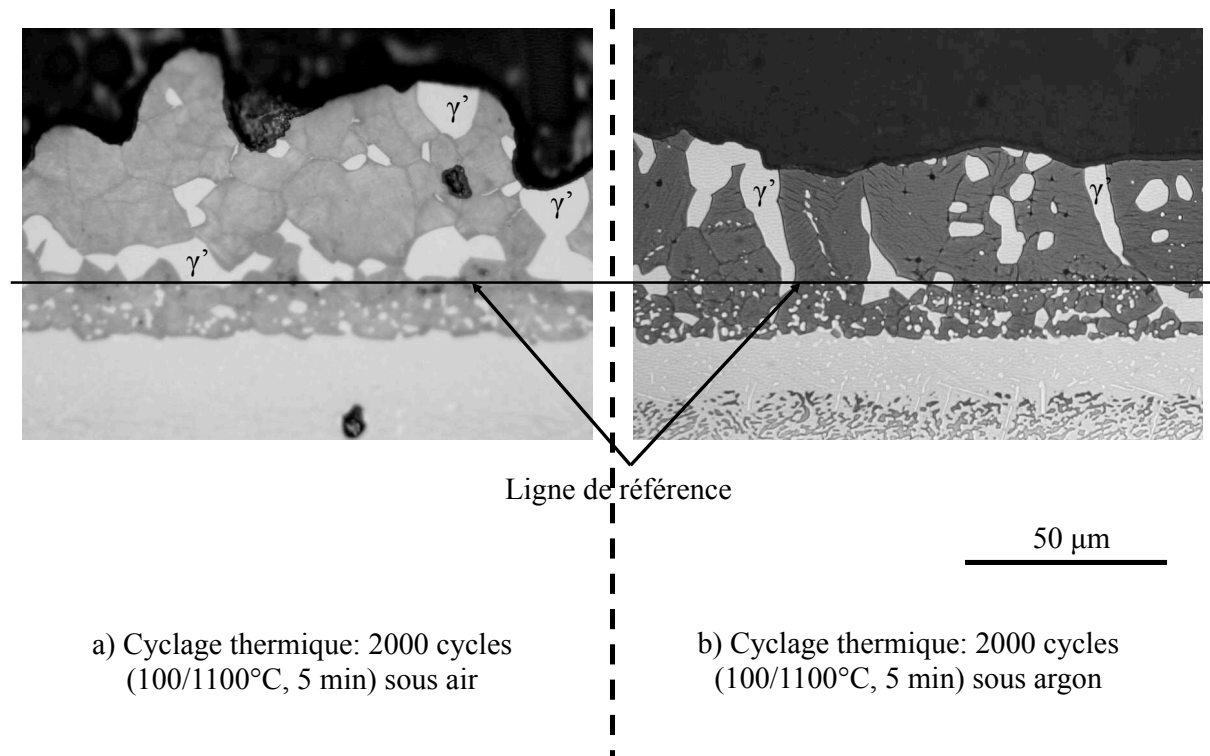 γ’
γ’
γ’
γ’
γ’
Ligne de référence
50 μm
a) Cyclage thermique: 2000 cycles
(100/1100°C, 5 min) sous air
b) Cyclage thermique: 2000 cycles
(100/1100°C, 5 min) sous argon